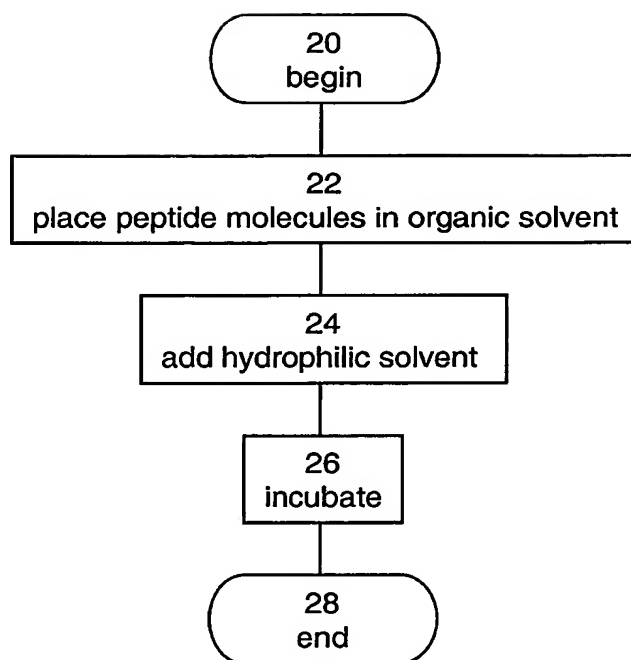 20
begin
22
place peptide molecules in organic solvent
24
add hydrophilic solvent
26
incubate
28
end